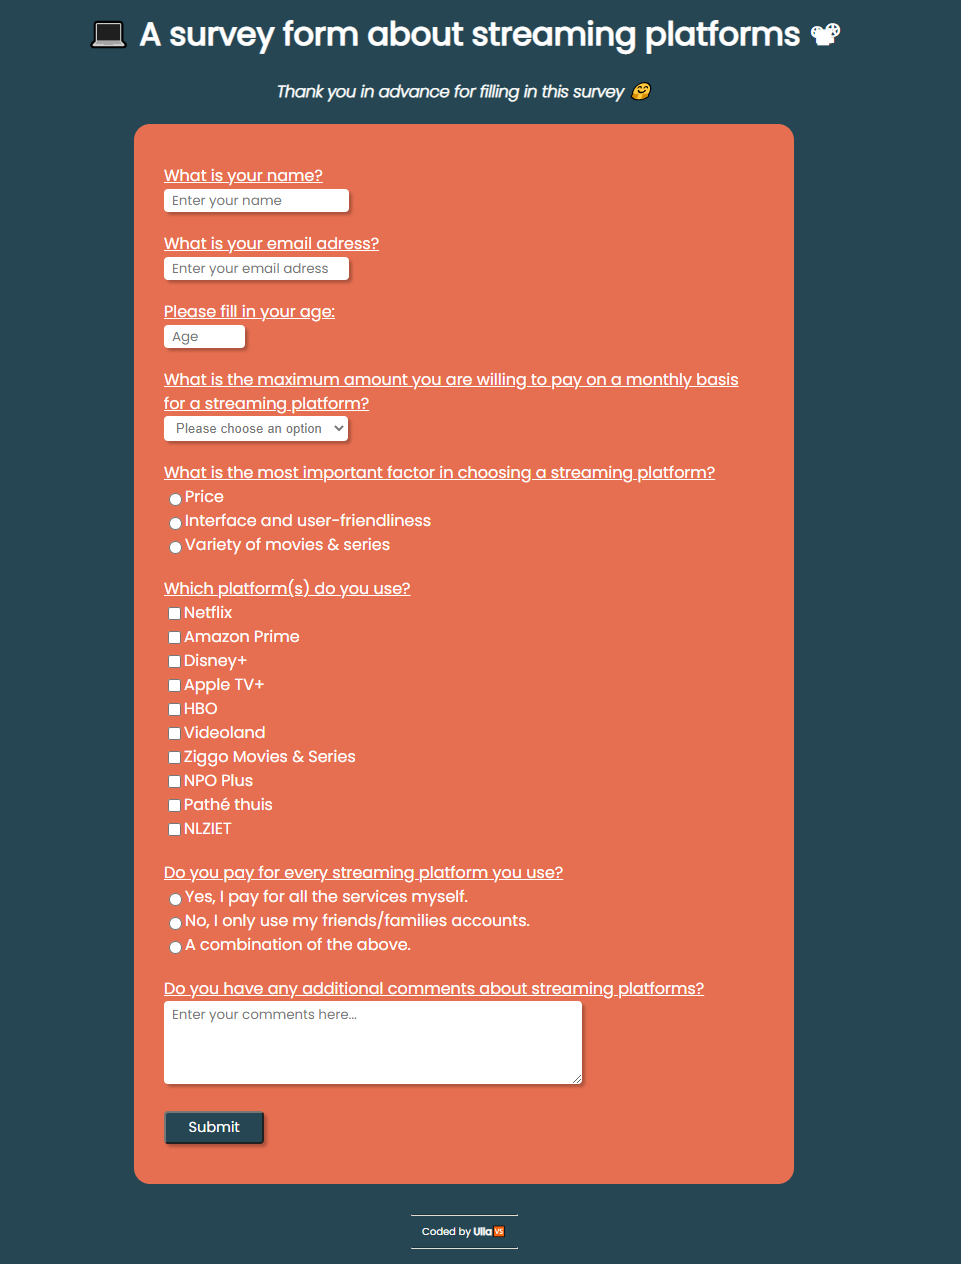 💻 A survey form about streaming platforms 📽
Thank you in advance for filling in this survey 🤗
What is your name?
Enter your name
What is your email adress?
Enter your email adress
Please fill in your age:
Age
What is the maximum amount you are willing to pay on a monthly basis
for a streaming platform?
Please choose an option
What is the most important factor in choosing a streaming platform?
Price
Interface and user-friendliness
Variety of movies & series
Which platform(s) do you use?
Netflix
Amazon Prime
Disney+
Apple TV+
HBO
Videoland
Ziggo Movies & Series
NPO Plus
Pathé thuis
NLZIET
Do you pay for every streaming platform you use?
Yes, I pay for all the services myself.
No, I only use my friends/families accounts.
A combination of the above.
Do you have any additional comments about streaming platforms?
Enter your comments here...
Submit
Coded by Ulla🆚